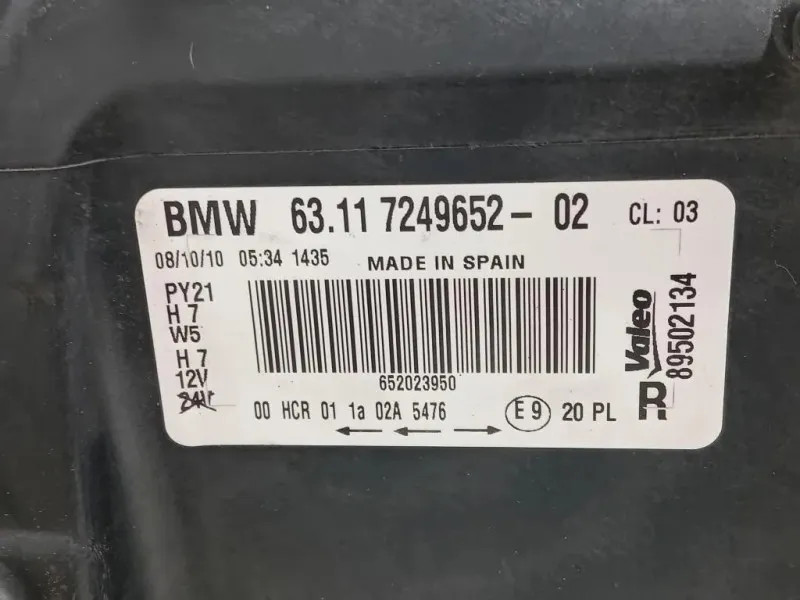 BMW 63.11 7249652- 02 CL: 03
08/10/10 05:34 1435 MADE IN SPAIN
PY21
H 7
W5
H 7
12V
24V
652023950
00 HCR 01 1a 02A 5476 E 9 20 PL
Valeo
89502134
R